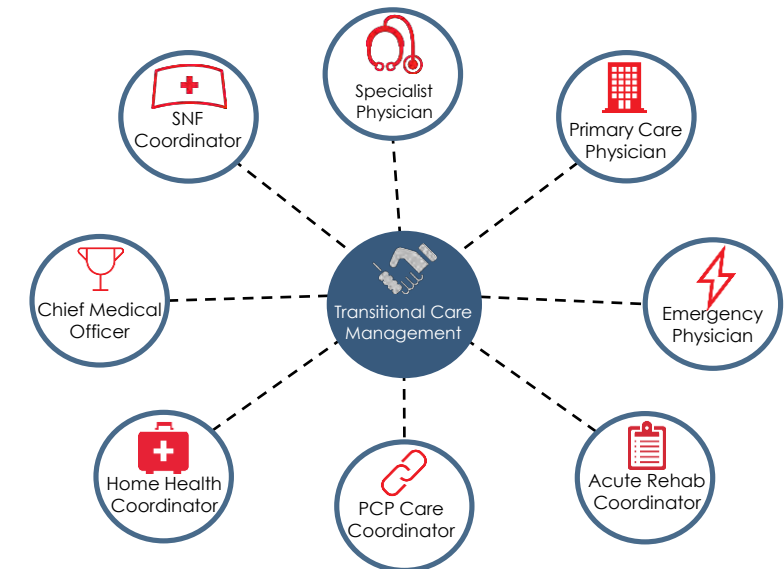 Specialist
Physician
SNF
Coordinator
Primary Care
Physician
Chief Medical
Officer
Transitional Care
Management
Emergency
Physician
Home Health
Coordinator
PCP Care
Coordinator
Acute Rehab
Coordinator